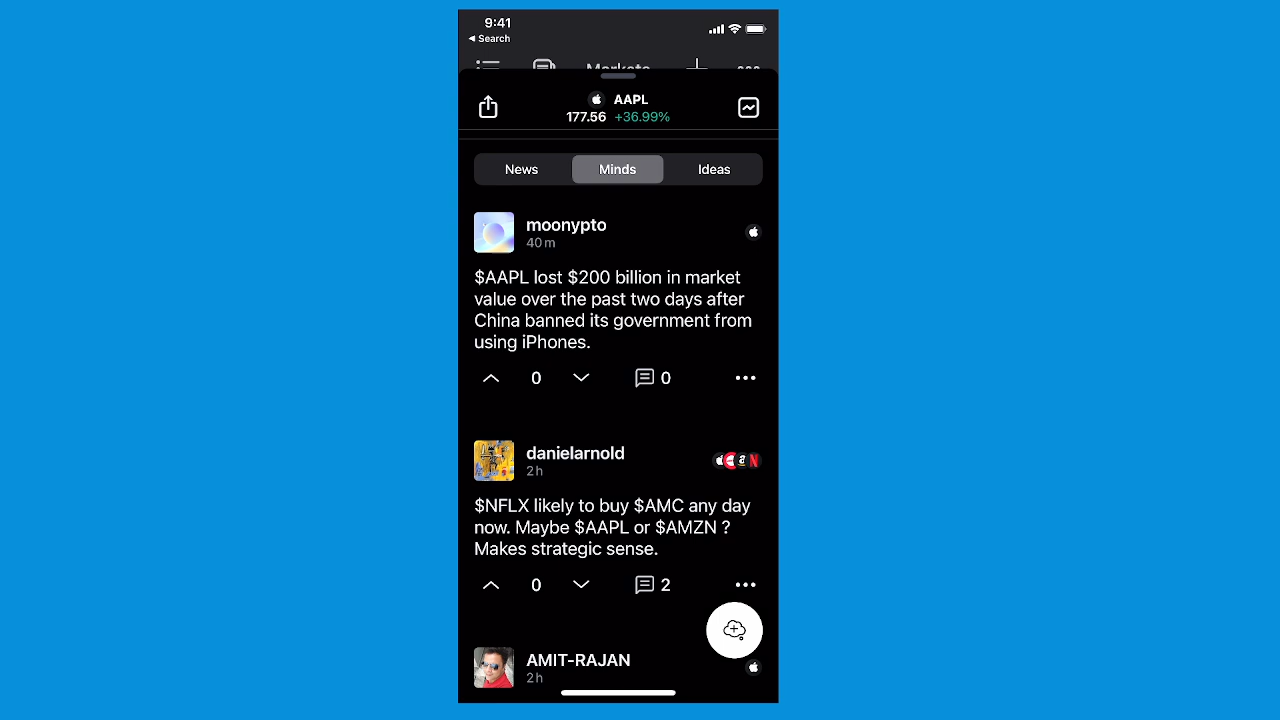 9:41
◄ Search
Markets
AAPL
177.56 +36.99%
News Minds Ideas
moonypto
40 m
$AAPL lost $200 billion in market
value over the past two days after
China banned its government from
using iPhones.
0 0
danielarnold
2 h
$NFLX likely to buy $AMC any day
now. Maybe $AAPL or $AMZN ?
Makes strategic sense.
0 2
AMIT-RAJAN
2 h